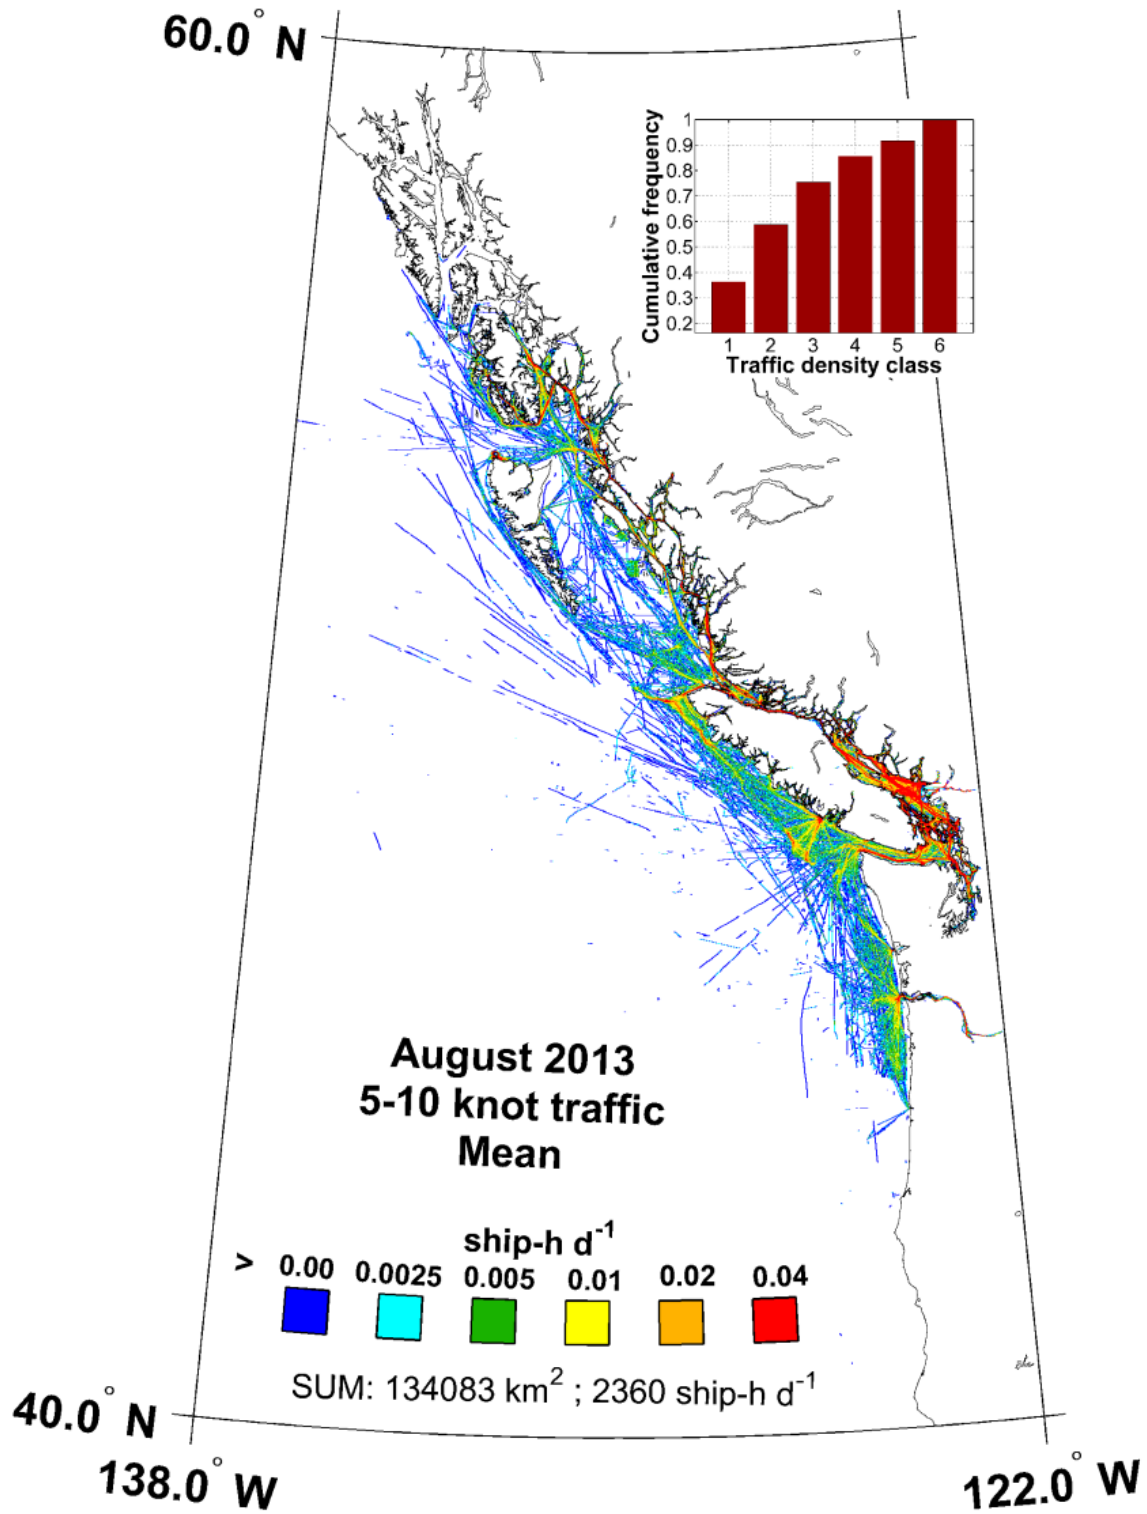 60.0° N
Cumulative frequency
1
0.9
0.8
0.7
0.6
0.5
0.4
0.3
0.2
1 2 3 4 5 6
Traffic density class
August 2013
5-10 knot traffic
Mean
ship-h d⁻¹
> 0.00 0.0025 0.005 0.01 0.02 0.04
SUM: 134083 km² ; 2360 ship-h d⁻¹
40.0° N
138.0° W
122.0° W